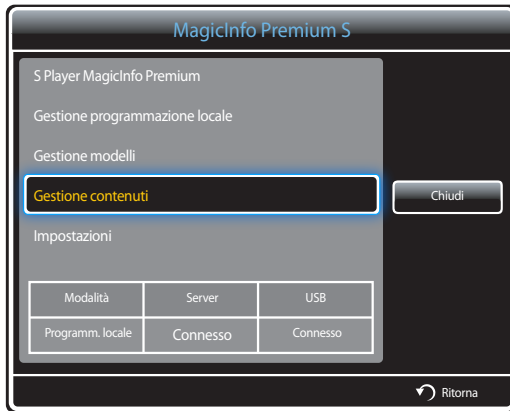 MagicInfo Premium S
S Player MagicInfo Premium
Gestione programmazione locale
Gestione modelli
Gestione contenuti
Chiudi
Impostazioni
Modalità Server USB
Programm. locale Connesso Connesso
Ritorna